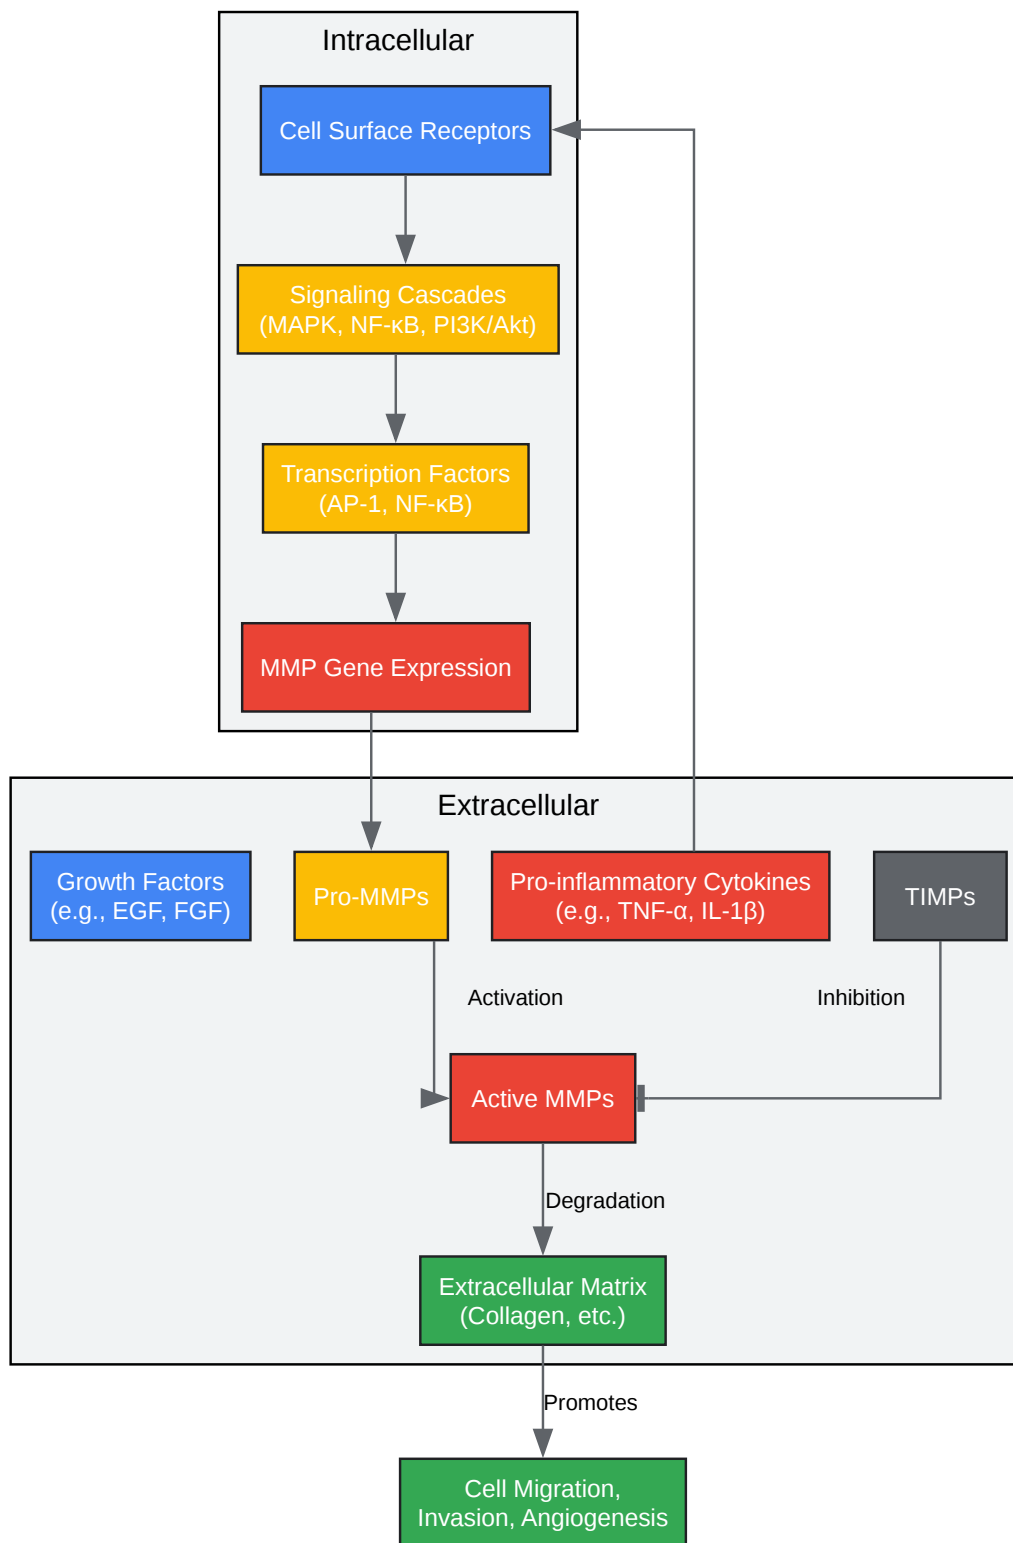 Intracellular
Cell Surface Receptors
Signaling Cascades
(MAPK, NF-κB, PI3K/Akt)
Transcription Factors
(AP-1, NF-κB)
MMP Gene Expression
Extracellular
Growth Factors
(e.g., EGF, FGF)
Pro-MMPs
Pro-inflammatory Cytokines
(e.g., TNF-α, IL-1β)
TIMPs
Activation
Inhibition
Active MMPs
Degradation
Extracellular Matrix
(Collagen, etc.)
Promotes
Cell Migration,
Invasion, Angiogenesis